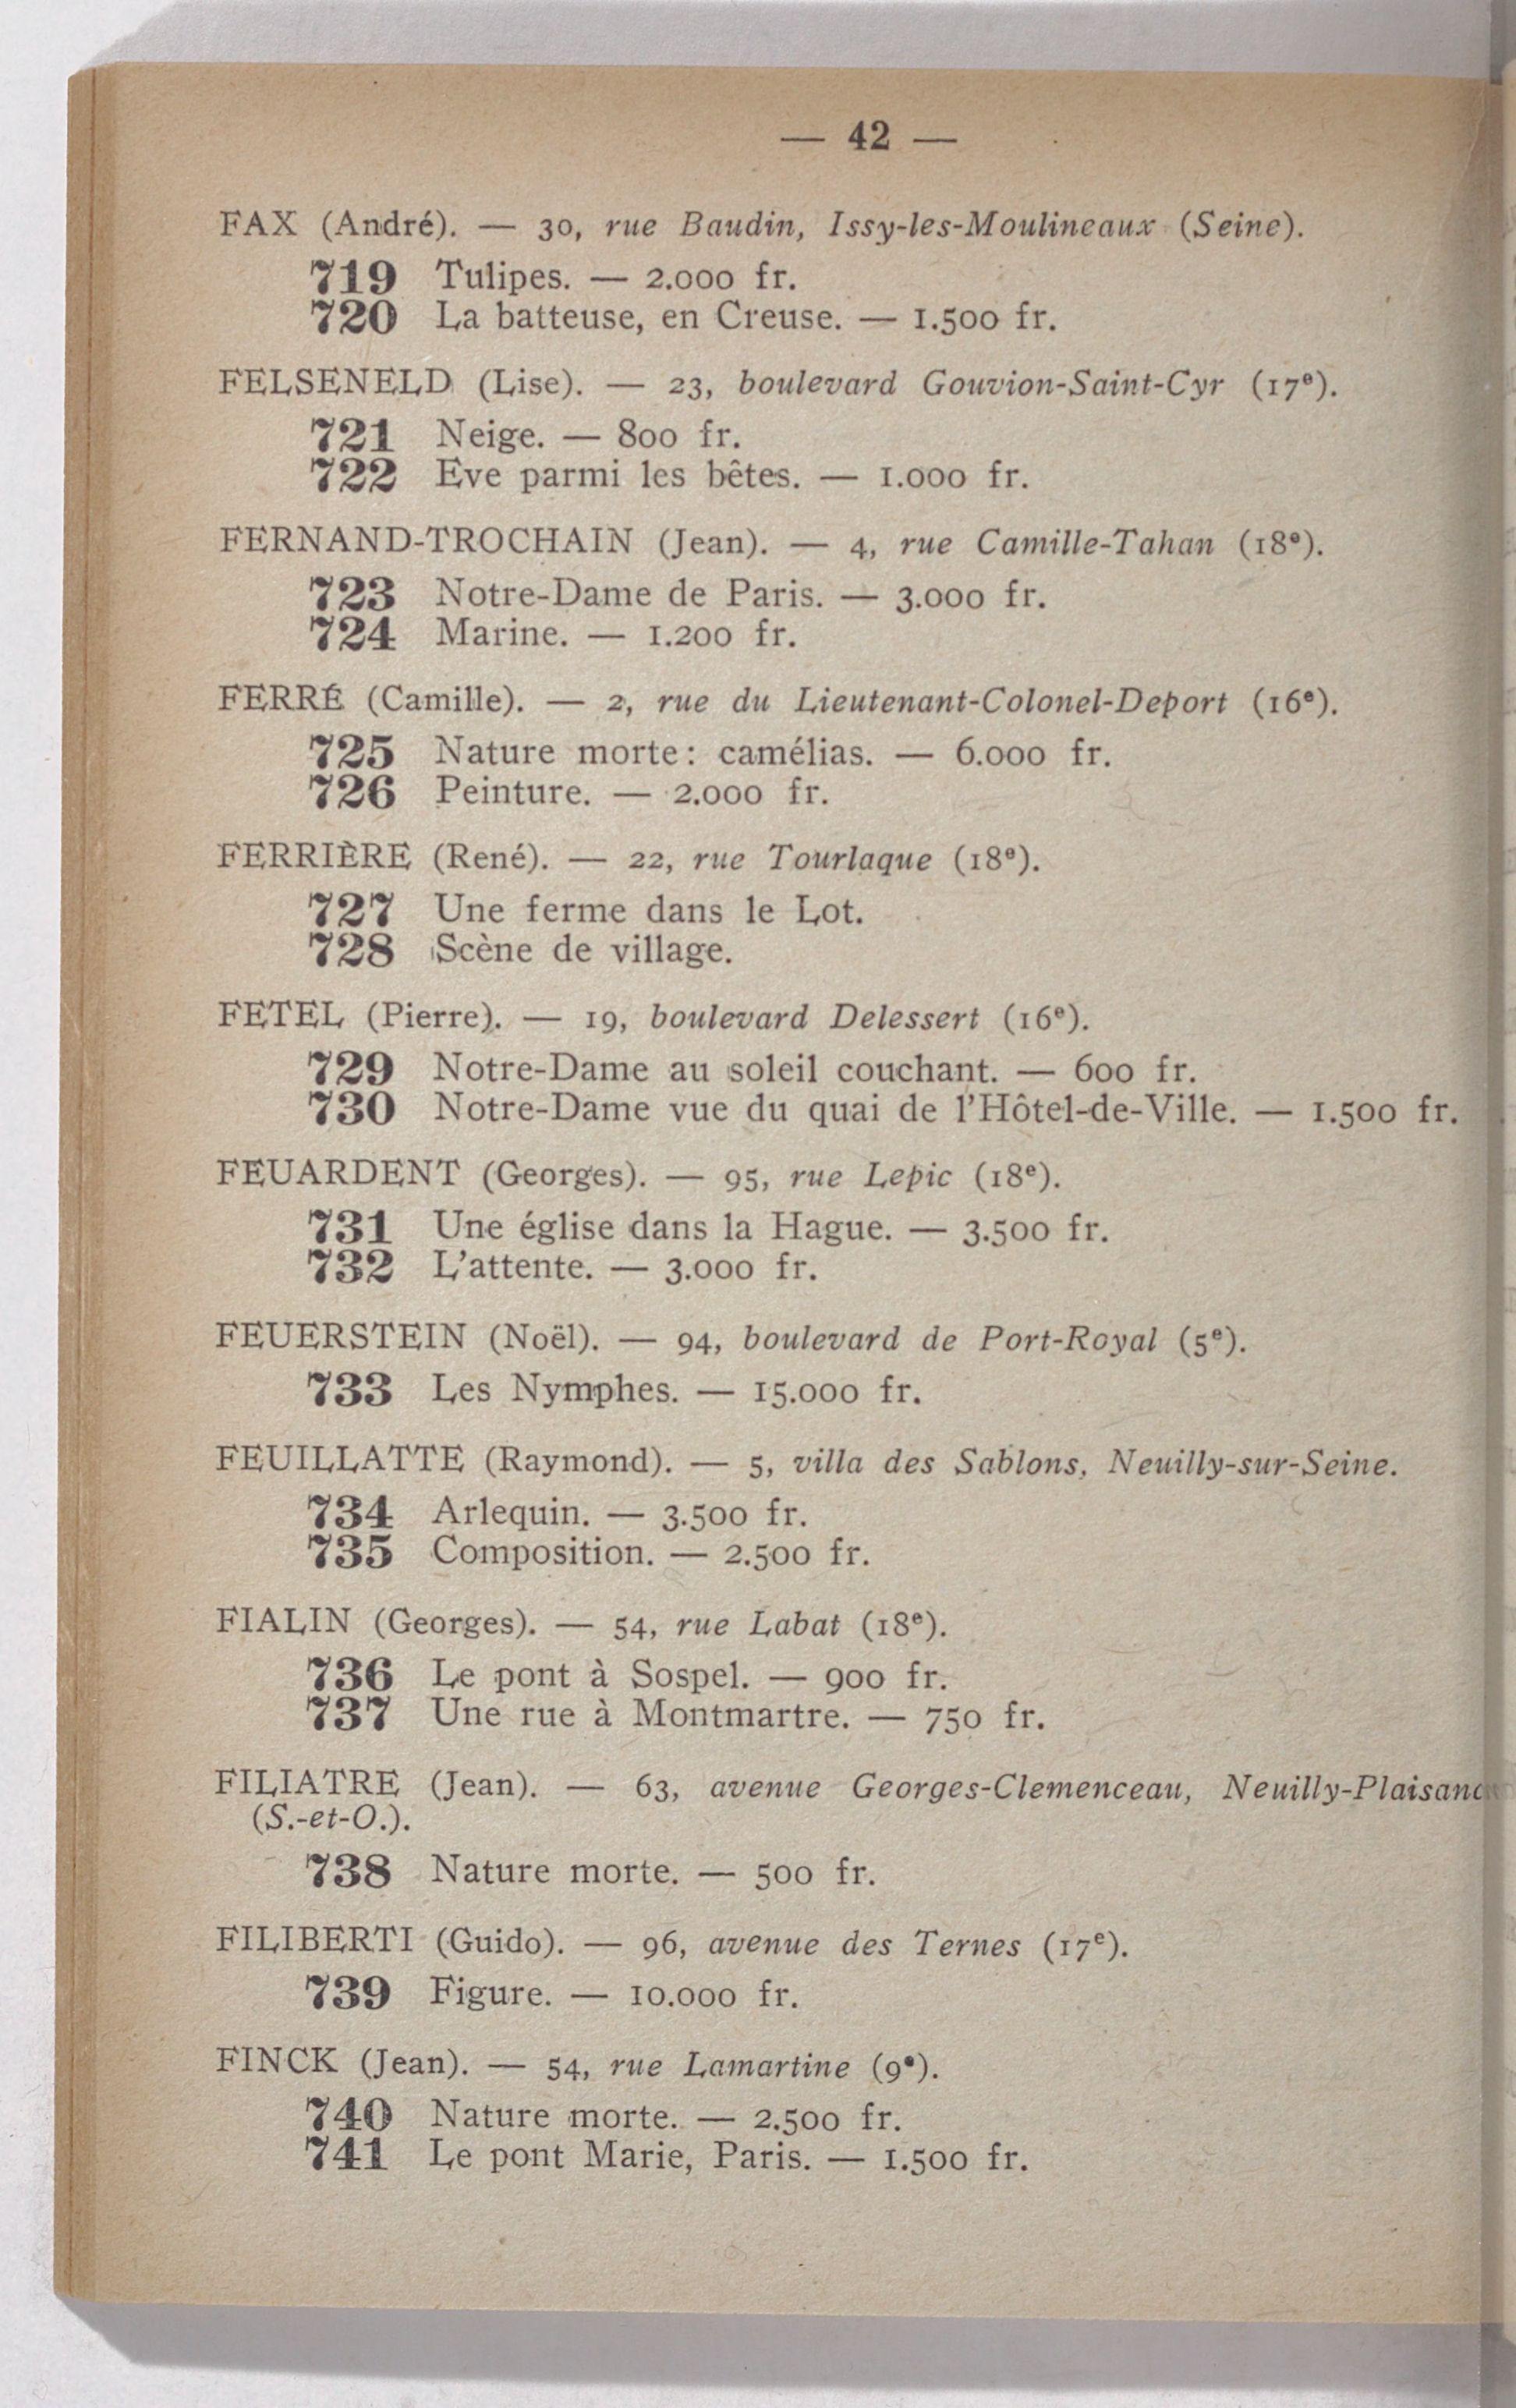 — 42 —
FAX (André). — 30, rue Baudin, Issy-les-Moulineaux (Seine).
719 Tulipes. — 2.000 fr.
720 La batteuse, en Creuse. — 1.500 fr.
FELSENELD (Lise). — 23, boulevard Gouvion-Saint-Cyr (17e).
721 Neige. — 800 fr.
722 Eve parmi les bêtes. — 1.000 fr.
FERNAND-TROCHAIN (Jean). — 4, rue Camille-Tahan (18e).
723 Notre-Dame de Paris. — 3.000 fr.
724 Marine. — 1.200 fr.
FERRÉ (Camille). — 2, rue du Lieutenant-Colonel-Deport (16e).
725 Nature morte: camélias. — 6.000 fr.
726 Peinture. — 2.000 fr.
FERRIÈRE (René). — 22, rue Tourlaque (18e).
727 Une ferme dans le Lot.
728 Scène de village.
FETEL (Pierre). — 19, boulevard Delessert (16e).
729 Notre-Dame au soleil couchant. — 600 fr.
730 Notre-Dame vue du quai de l'Hôtel-de-Ville. — 1.500 fr.
FEUARDENT (Georges). — 95, rue Lepic (18e).
731 Une église dans la Hague. — 3.500 fr.
732 L'attente. — 3.000 fr.
FEUERSTEIN (Noël). — 94, boulevard de Port-Royal (5e).
733 Les Nymphes. — 15.000 fr.
FEUILLATTE (Raymond). — 5, villa des Sablons, Neuilly-sur-Seine.
734 Arlequin. — 3.500 fr.
735 Composition. — 2.500 fr.
FIALIN (Georges). — 54, rue Labat (18e).
736 Le pont à Sospel. — 900 fr.
737 Une rue à Montmartre. — 750 fr.
FILIATRE (Jean). — 63, avenue Georges-Clemenceau, Neuilly-Plaisanc
(S.-et-O.).
738 Nature morte. — 500 fr.
FILIBERTI (Guido). — 96, avenue des Ternes (17e).
739 Figure. — 10.000 fr.
FINCK (Jean). — 54, rue Lamartine (9e).
740 Nature morte. — 2.500 fr.
741 Le pont Marie, Paris. — 1.500 fr.